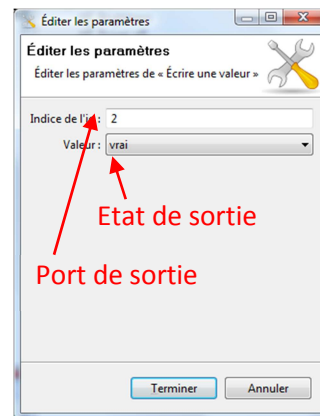 Éditer les paramètres
Éditer les paramètres
Éditer les paramètres de « Écrire une valeur »
Indice de : 2
Valeur : vrai
Etat de sortie
Port de sortie
Terminer Annuler